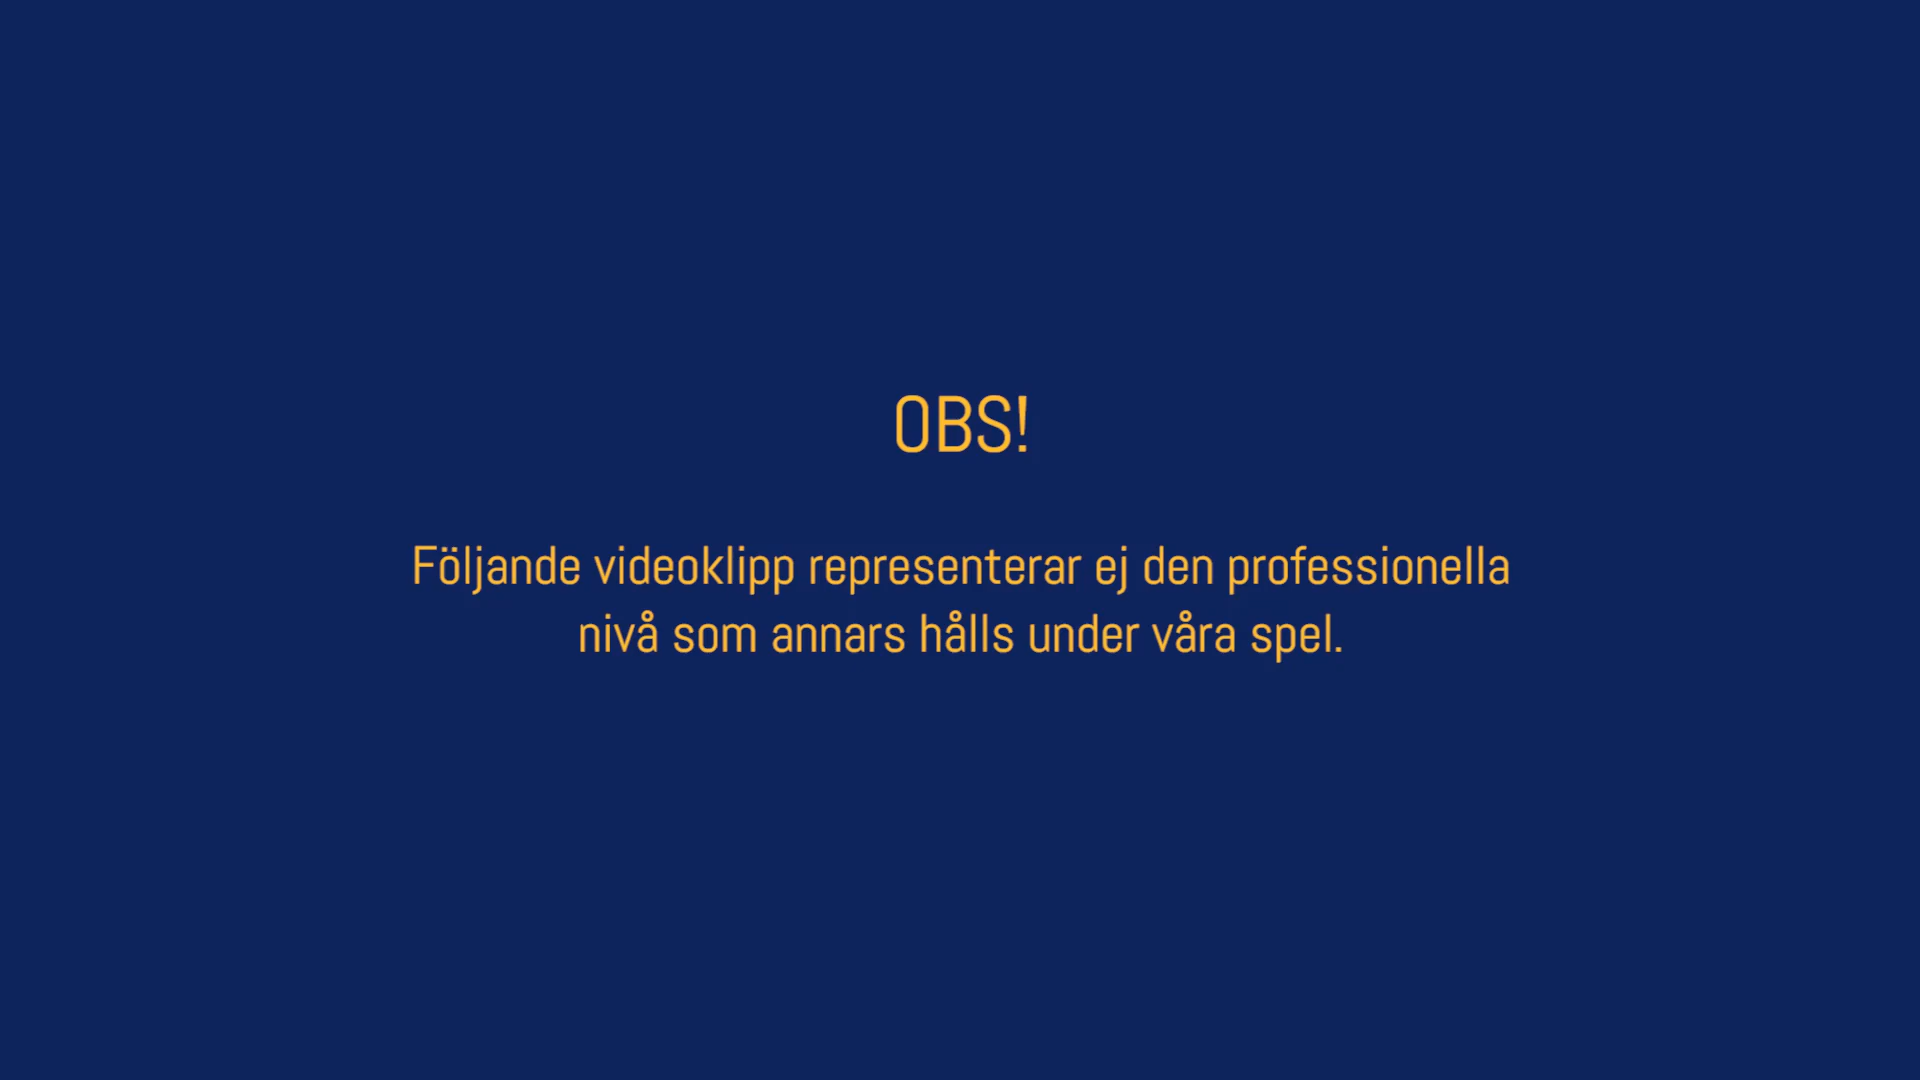 OBS!
Följande videoklipp representerar ej den professionella
nivå som annars hålls under våra spel.